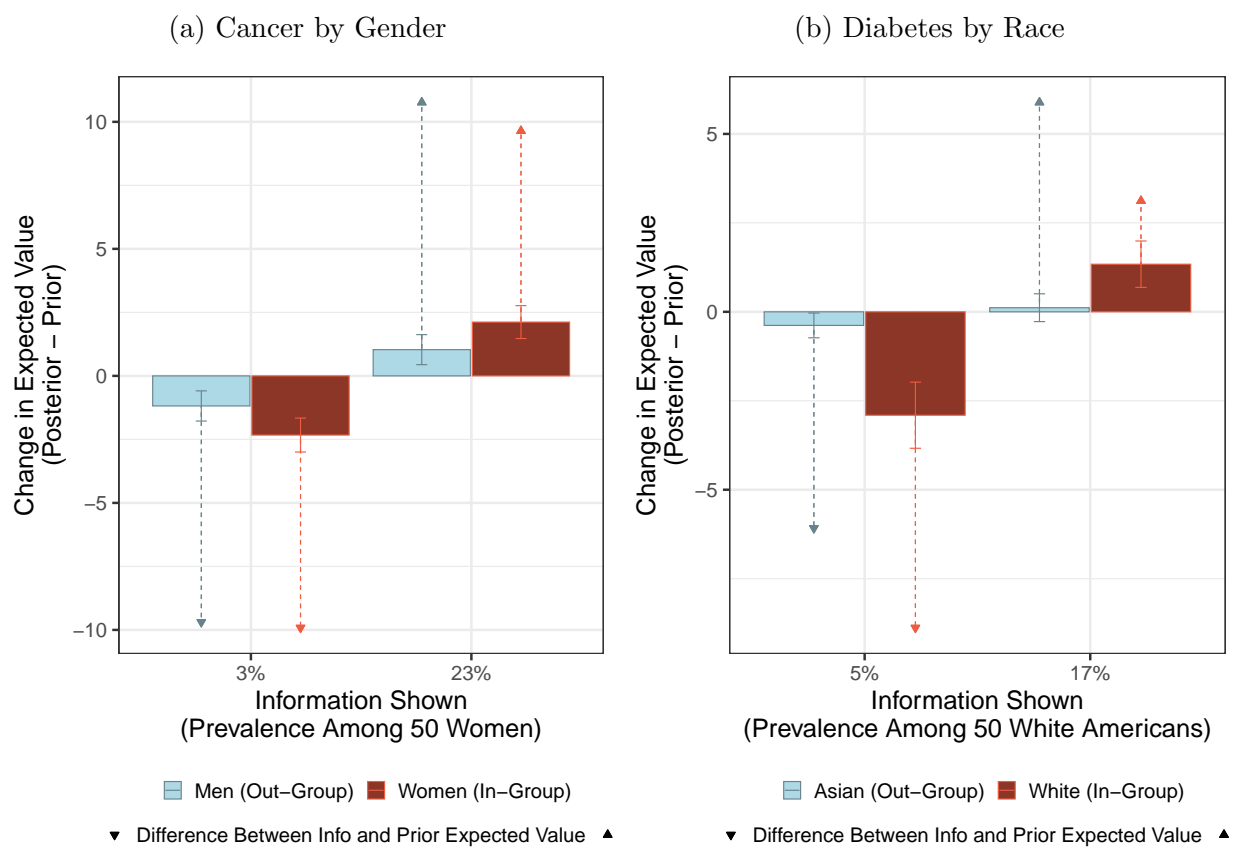 (a) Cancer by Gender
Change in Expected Value
(Posterior − Prior)
10
5
0
−5
−10
3%
23%
Information Shown
(Prevalence Among 50 Women)
Men (Out−Group)
Women (In−Group)
Difference Between Info and Prior Expected Value
(b) Diabetes by Race
Change in Expected Value
(Posterior − Prior)
5
0
−5
5%
17%
Information Shown
(Prevalence Among 50 White Americans)
Asian (Out−Group)
White (In−Group)
Difference Between Info and Prior Expected Value